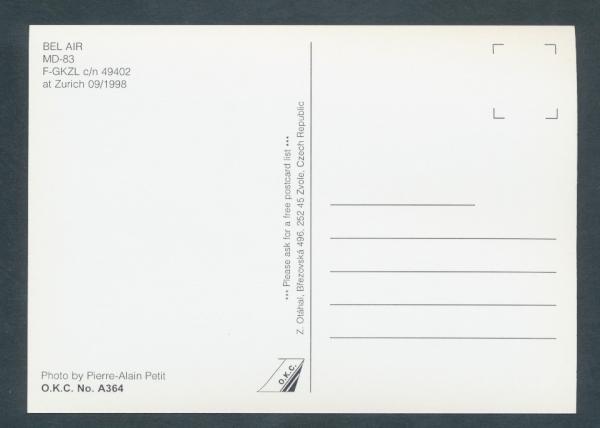 BEL AIR
MD-83
F-GKZL c/n 49402
at Zurich 09/1998
*** Please ask for a free postcard list ***
Z. Otáhal, Březovská 496, 252 45 Zvole, Czech Republic
Photo by Pierre-Alain Petit
O.K.C. No. A364
O.K.C.